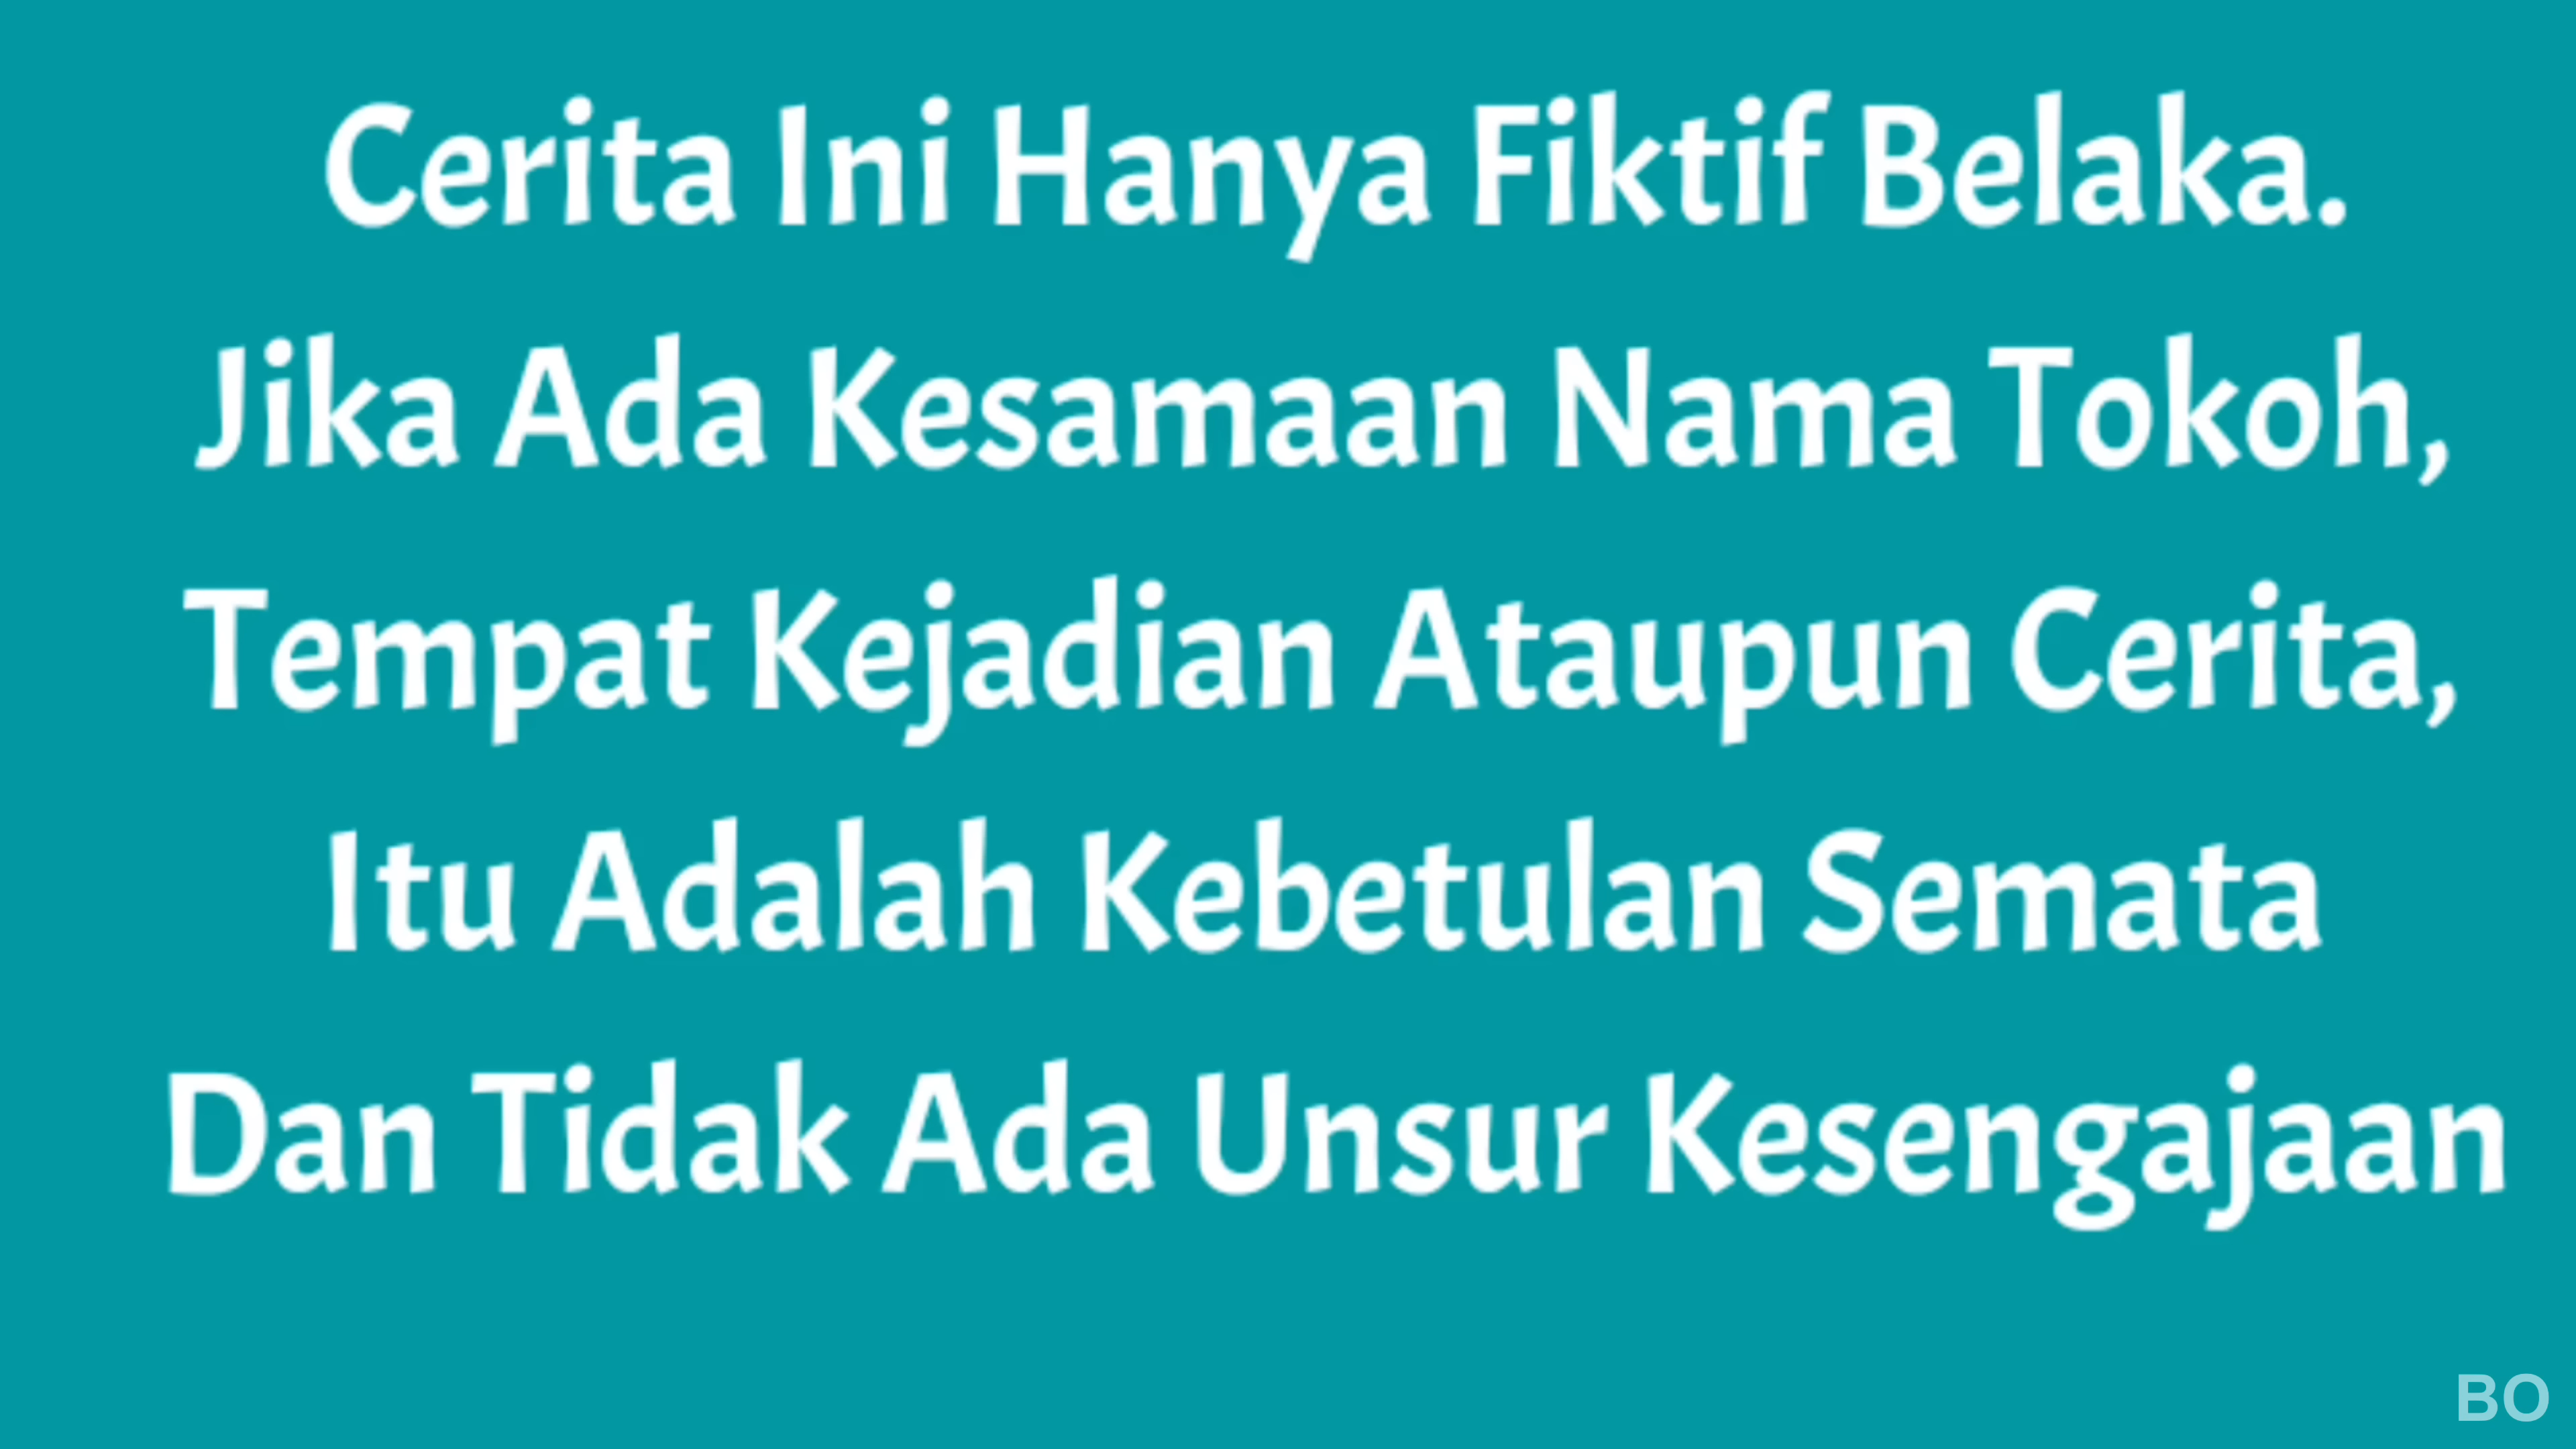 Cerita Ini Hanya Fiktif Belaka.
Jika Ada Kesamaan Nama Tokoh,
Tempat Kejadian Ataupun Cerita,
Itu Adalah Kebetulan Semata
Dan Tidak Ada Unsur Kesengajaan
BO